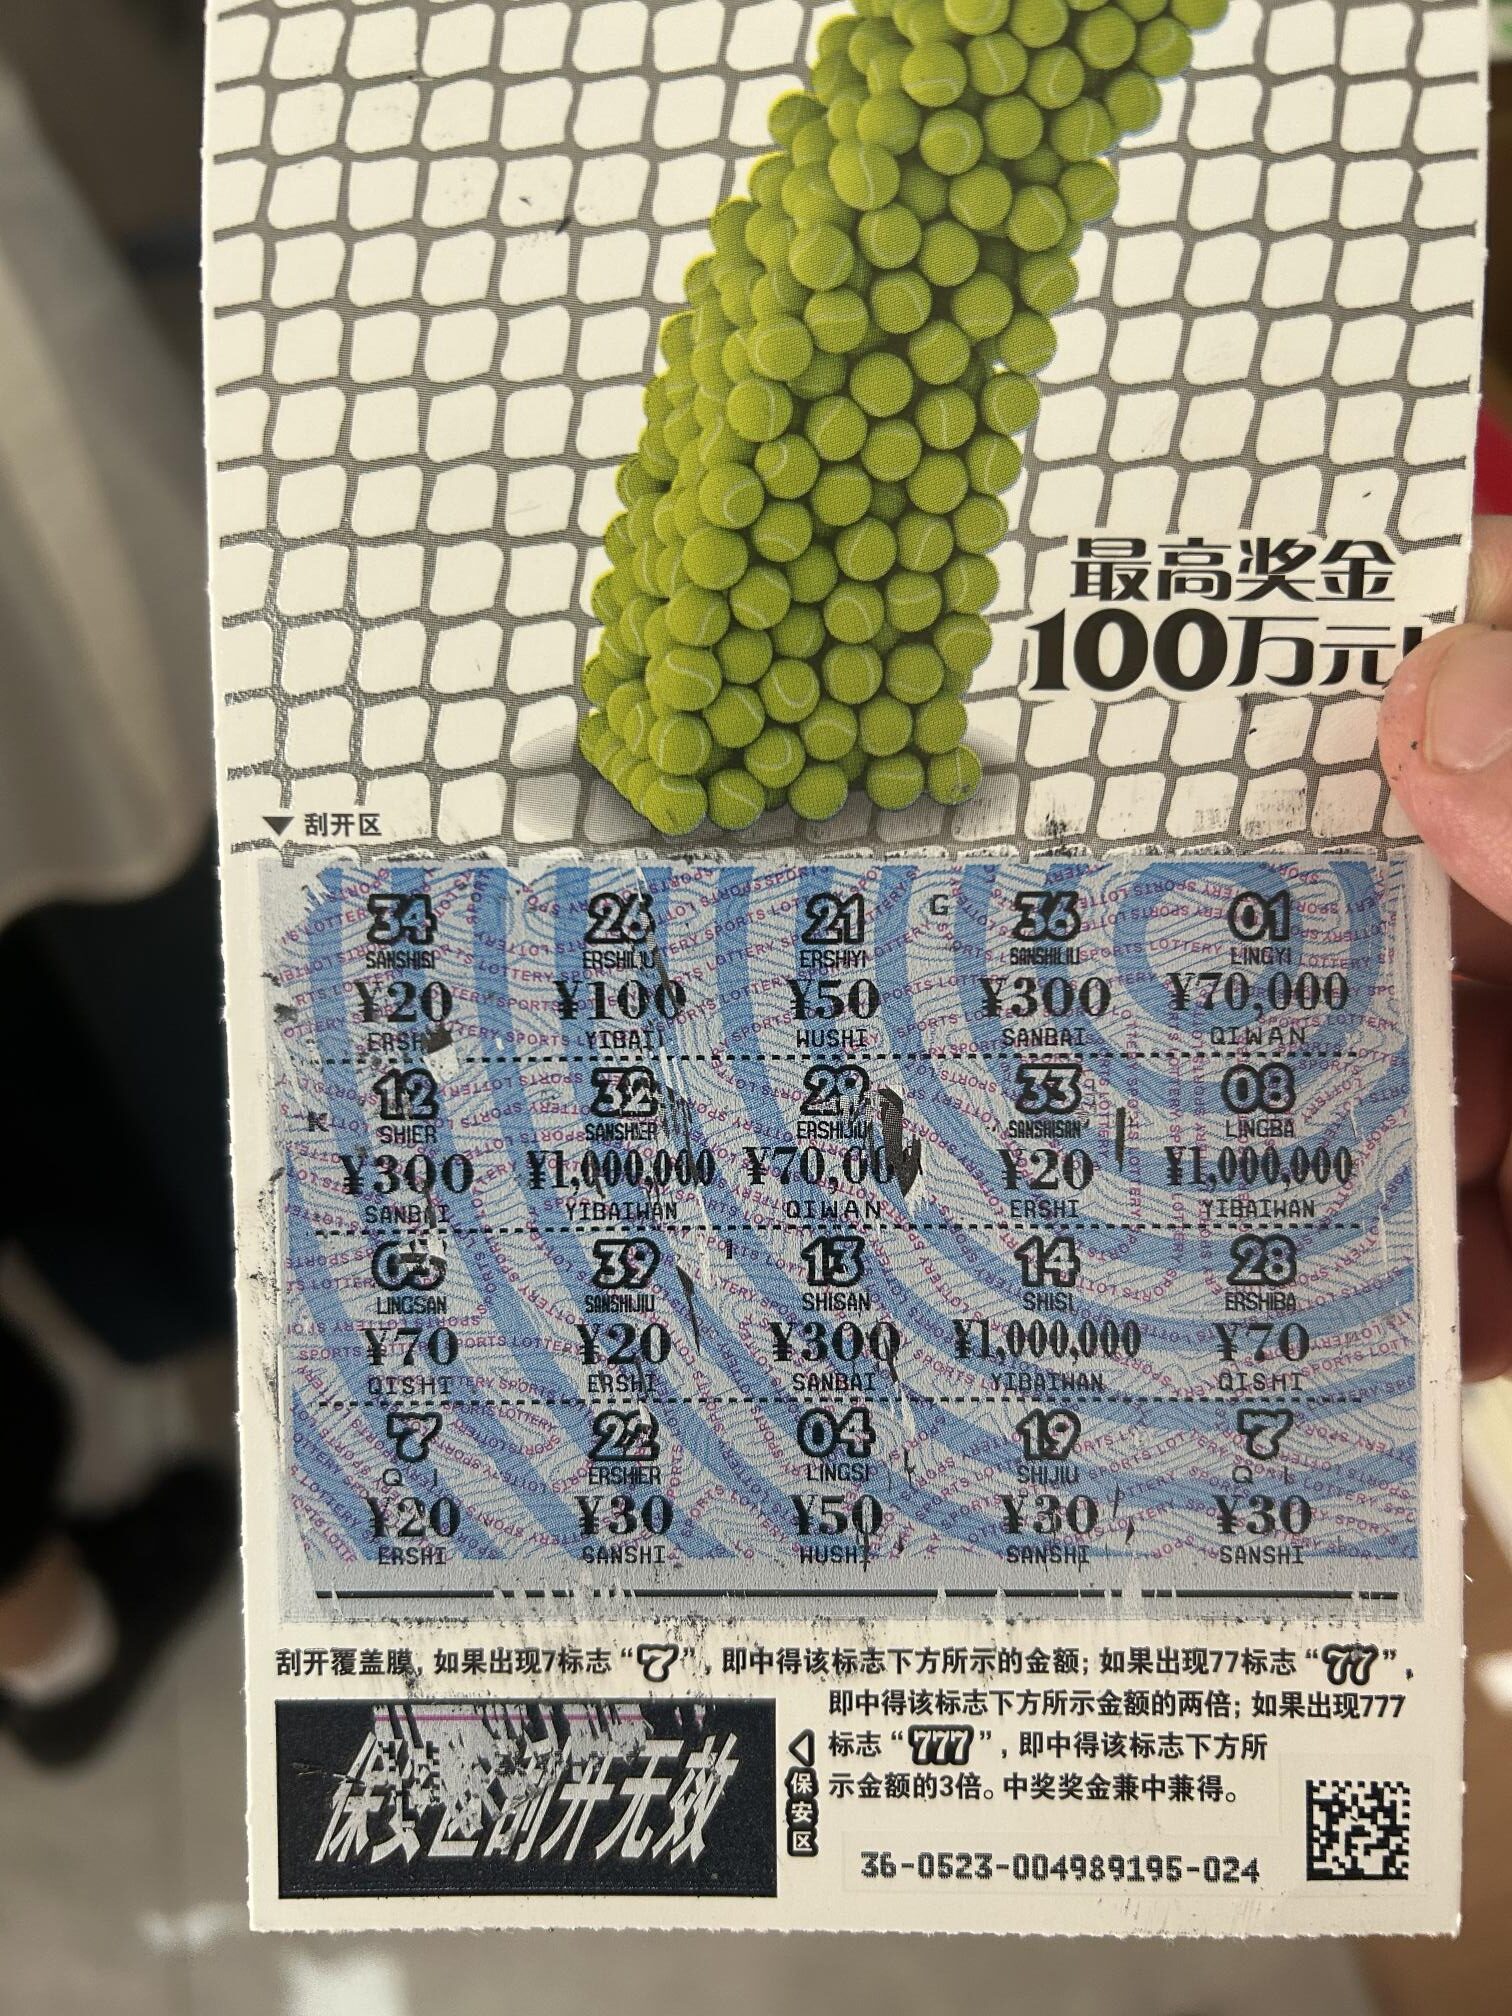 最高奖金
100万元!
▼ 刮开区
34 26 21 G 36 01
SANSHISI ERSHILIU ERSHIYI SANSHILIU LINGYI
¥20 ¥100 ¥50 ¥300 ¥70,000
ERSHI YIBAI WUSHI SANBAI QIWAN
12 32 29 33 08
K SHIER SANSHIER ERSHIJIU SANSHISAN LINGBA
¥300 ¥1,000,000 ¥70,00 ¥20 ¥1,000,000
SANBAI YIBAIWAN QIWAN ERSHI YIBAIWAN
03 39 13 14 28
LINGSAN SANSHIJIU SHISAN SHISI ERSHIBA
¥70 ¥20 ¥300 ¥1,000,000 ¥70
QISHI ERSHI SANBAI YIBAIWAN QISHI
7 22 04 19 7
QI ERSHIER LINGSI SHIJIU QI
¥20 ¥30 ¥50 ¥30 ¥30
ERSHI SANSHI WUSHI SANSHI SANSHI
刮开覆盖膜，如果出现7标志“7”，即中得该标志下方所示的金额；如果出现77标志“77”，
即中得该标志下方所示金额的两倍；如果出现777
标志“777”，即中得该标志下方所
示金额的3倍。中奖奖金兼中兼得。
保安区刮开无效
保安区
36-0523-004989195-024